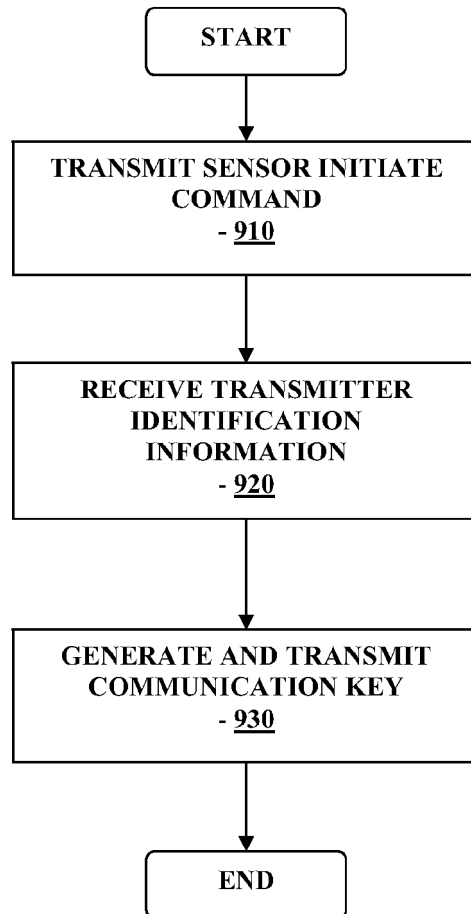 START
TRANSMIT SENSOR INITIATE
COMMAND
- 910
RECEIVE TRANSMITTER
IDENTIFICATION
INFORMATION
- 920
GENERATE AND TRANSMIT
COMMUNICATION KEY
- 930
END